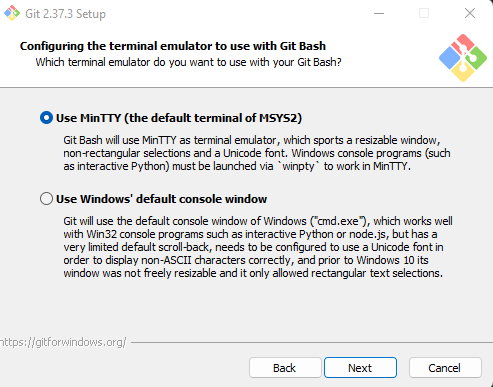 Git 2.37.3 Setup
Configuring the terminal emulator to use with Git Bash
Which terminal emulator do you want to use with your Git Bash?
Use MinTTY (the default terminal of MSYS2)
Git Bash will use MinTTY as terminal emulator, which sports a resizable window,
non-rectangular selections and a Unicode font. Windows console programs (such
as interactive Python) must be launched via `winpty` to work in MinTTY.
Use Windows' default console window
Git will use the default console window of Windows ("cmd.exe"), which works well
with Win32 console programs such as interactive Python or node.js, but has a
very limited default scroll-back, needs to be configured to use a Unicode font in
order to display non-ASCII characters correctly, and prior to Windows 10 its
window was not freely resizable and it only allowed rectangular text selections.
https://gitforwindows.org/
Back
Next
Cancel